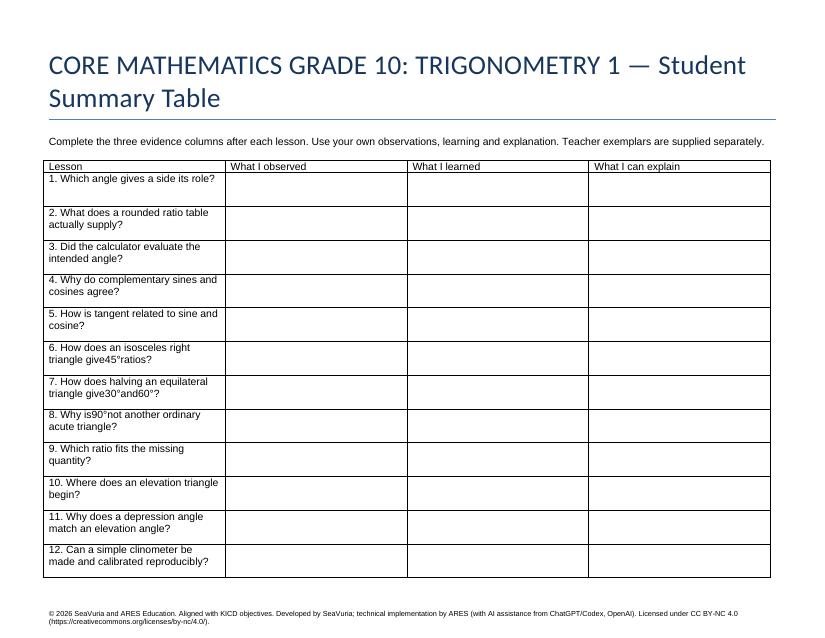 CORE MATHEMATICS GRADE 10: TRIGONOMETRY 1 — Student
Summary Table
Complete the three evidence columns after each lesson. Use your own observations, learning and explanation. Teacher exemplars are supplied separately.
Lesson What I observed What I learned What I can explain
1. Which angle gives a side its role?
2. What does a rounded ratio table
actually supply?
3. Did the calculator evaluate the
intended angle?
4. Why do complementary sines and
cosines agree?
5. How is tangent related to sine and
cosine?
6. How does an isosceles right
triangle give45°ratios?
7. How does halving an equilateral
triangle give30°and60°?
8. Why is90°not another ordinary
acute triangle?
9. Which ratio fits the missing
quantity?
10. Where does an elevation triangle
begin?
11. Why does a depression angle
match an elevation angle?
12. Can a simple clinometer be
made and calibrated reproducibly?
© 2026 SeaVuria and ARES Education. Aligned with KICD objectives. Developed by SeaVuria; technical implementation by ARES (with AI assistance from ChatGPT/Codex, OpenAI). Licensed under CC BY-NC 4.0
(https://creativecommons.org/licenses/by-nc/4.0/).